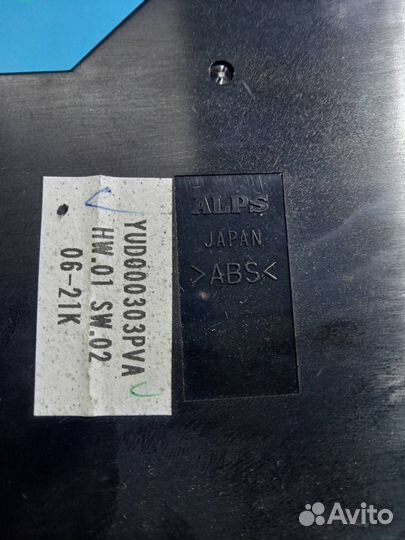 YUD000303PVA
HW.01 SW.02
06-21K
ALPS
JAPAN
>ABS<
Avito